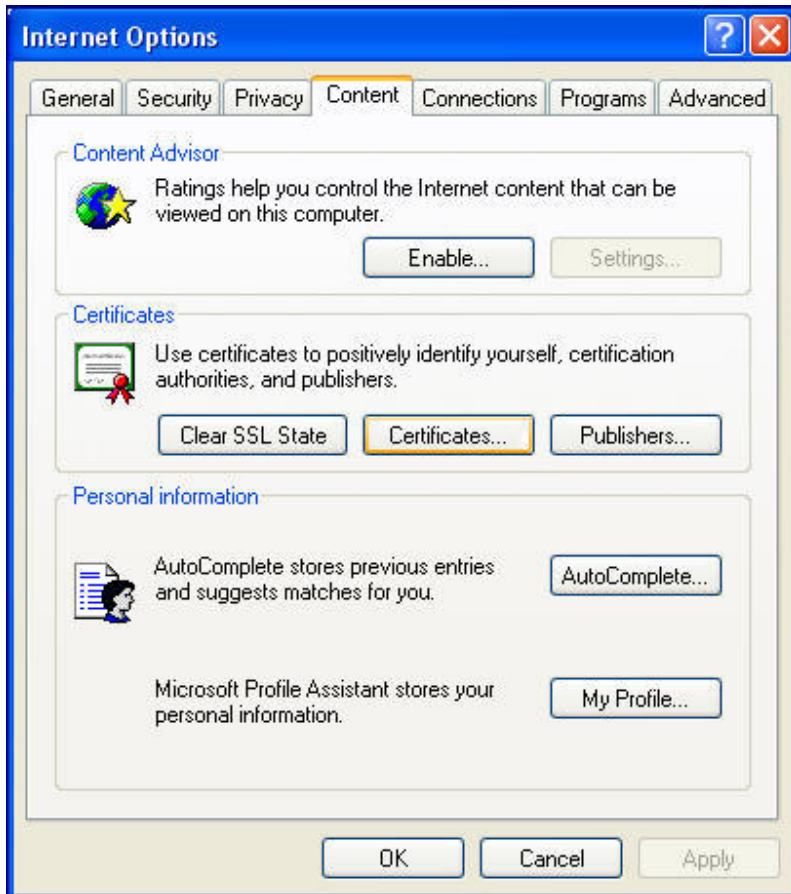 Internet Options
General Security Privacy Content Connections Programs Advanced
Content Advisor
Ratings help you control the Internet content that can be
viewed on this computer.
Enable... Settings...
Certificates
Use certificates to positively identify yourself, certification
authorities, and publishers.
Clear SSL State Certificates... Publishers...
Personal information
AutoComplete stores previous entries
and suggests matches for you.
AutoComplete...
Microsoft Profile Assistant stores your
personal information.
My Profile...
OK Cancel Apply